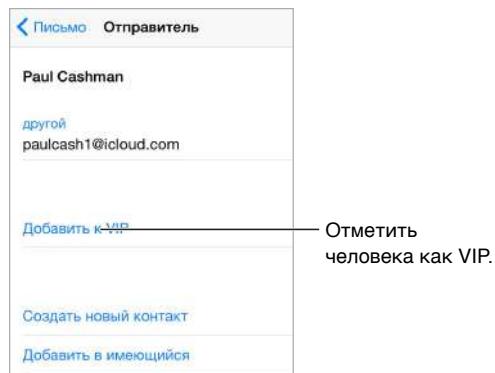 Письмо Отправитель
Paul Cashman
другой
paulcash1@icloud.com
Добавить к VIP
Отметить
человека как VIP.
Создать новый контакт
Добавить в имеющийся